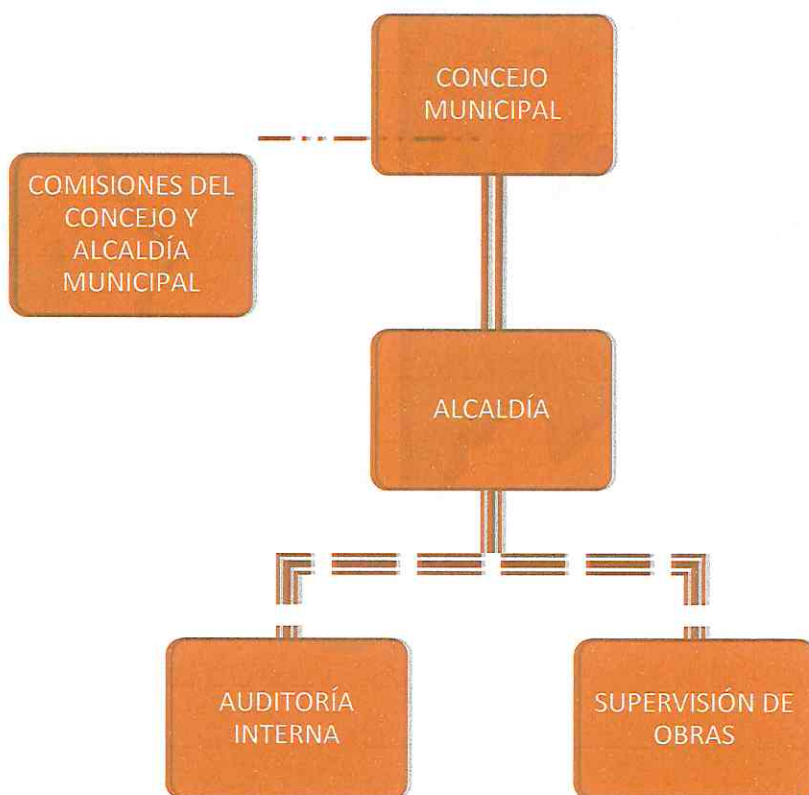 CONCEJO
MUNICIPAL
COMISIONES DEL
CONCEJO Y
ALCALDÍA
MUNICIPAL
ALCALDÍA
AUDITORÍA
INTERNA
SUPERVISIÓN DE
OBRAS